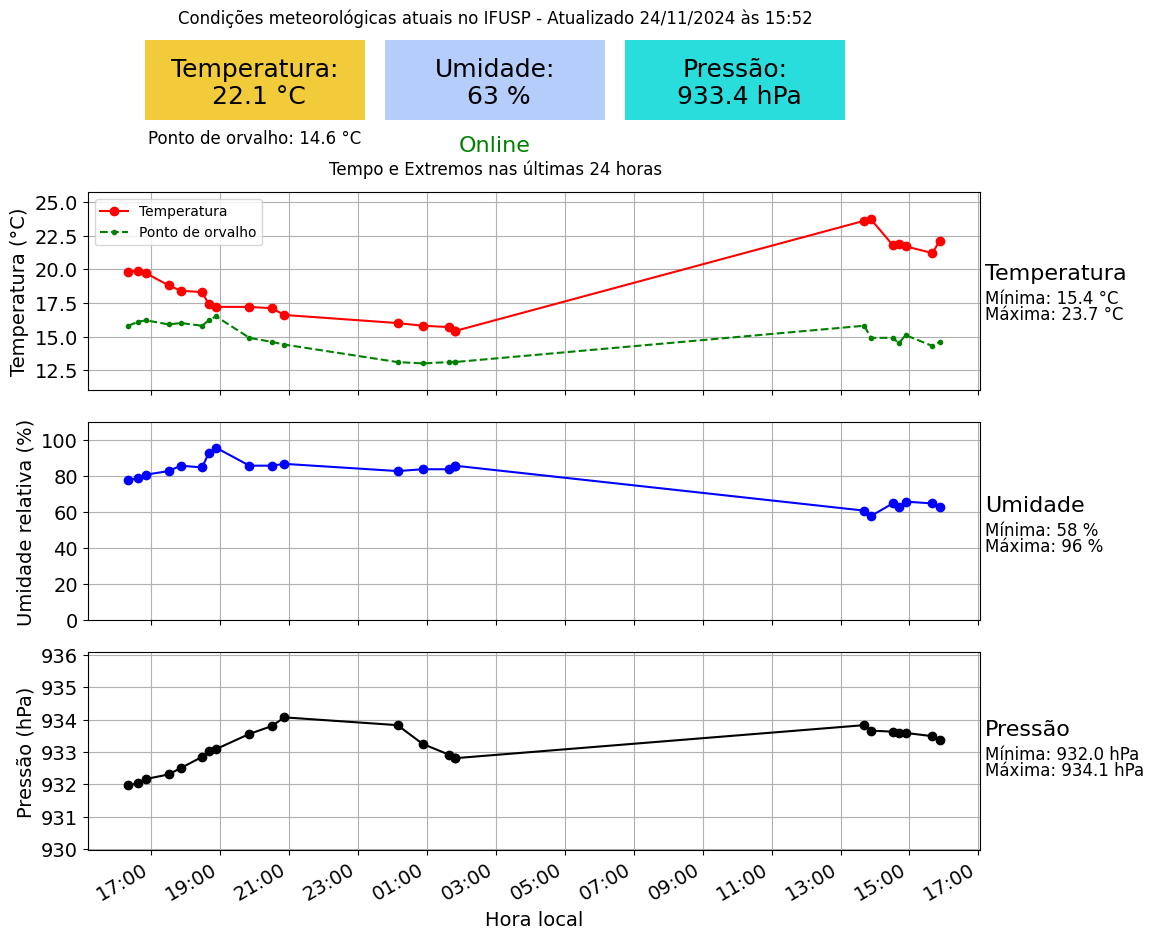 Condições meteorológicas atuais no IFUSP - Atualizado 24/11/2024 às 15:52
Temperatura:
22.1 °C
Umidade:
63 %
Pressão:
933.4 hPa
Ponto de orvalho: 14.6 °C
Online
Tempo e Extremos nas últimas 24 horas
Temperatura (°C)
25.0
22.5
20.0
17.5
15.0
12.5
Temperatura
Ponto de orvalho
Temperatura
Mínima: 15.4 °C
Máxima: 23.7 °C
Umidade relativa (%)
100
80
60
40
20
0
Umidade
Mínima: 58 %
Máxima: 96 %
Pressão (hPa)
936
935
934
933
932
931
930
Pressão
Mínima: 932.0 hPa
Máxima: 934.1 hPa
17:00 19:00 21:00 23:00 01:00 03:00 05:00 07:00 09:00 11:00 13:00 15:00 17:00
Hora local